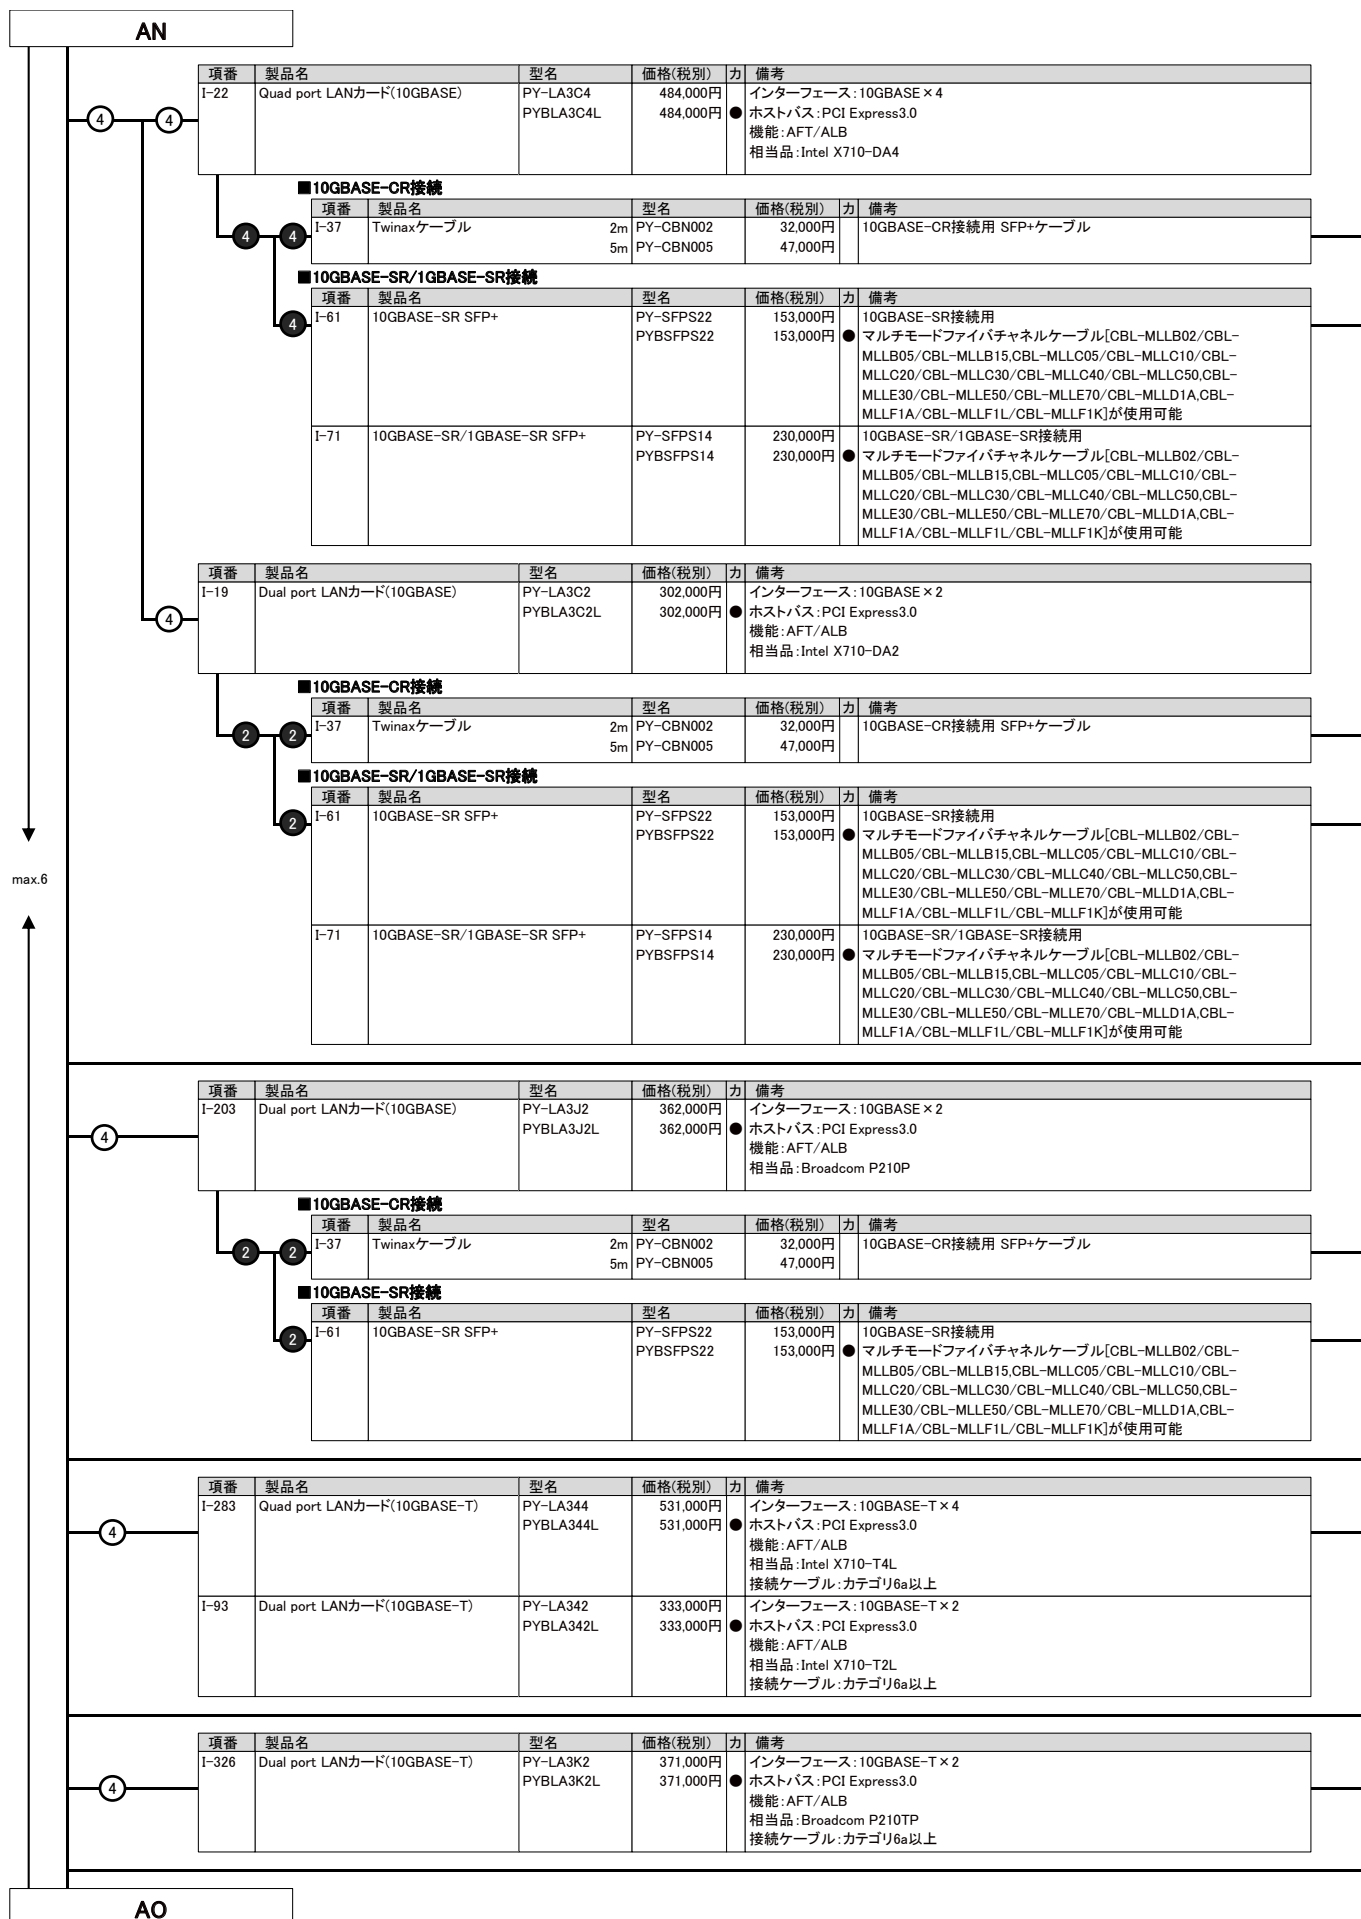 AN
項番 製品名 型名 価格(税別) カ 備考
I-22 Quad port LANカード(10GBASE) PY-LA3C4 484,000円 インターフェース:10GBASE×4
PYBLA3C4L 484,000円 ● ホストバス:PCI Express3.0
機能:AFT/ALB
相当品:Intel X710-DA4
4 4
■10GBASE-CR接続
項番 製品名 型名 価格(税別) カ 備考
I-37 Twinaxケーブル 2m PY-CBN002 32,000円 10GBASE-CR接続用 SFP+ケーブル
4 4
5m PY-CBN005 47,000円
■10GBASE-SR/1GBASE-SR接続
項番 製品名 型名 価格(税別) カ 備考
I-61 10GBASE-SR SFP+ PY-SFPS22 153,000円 10GBASE-SR接続用
4
PYBSFPS22 153,000円 ● マルチモードファイバチャネルケーブル[CBL-MLLB02/CBL-
MLLB05/CBL-MLLB15,CBL-MLLC05/CBL-MLLC10/CBL-
MLLC20/CBL-MLLC30/CBL-MLLC40/CBL-MLLC50,CBL-
MLLE30/CBL-MLLE50/CBL-MLLE70/CBL-MLLD1A,CBL-
MLLF1A/CBL-MLLF1L/CBL-MLLF1K]が使用可能
I-71 10GBASE-SR/1GBASE-SR SFP+ PY-SFPS14 230,000円 10GBASE-SR/1GBASE-SR接続用
PYBSFPS14 230,000円 ● マルチモードファイバチャネルケーブル[CBL-MLLB02/CBL-
MLLB05/CBL-MLLB15,CBL-MLLC05/CBL-MLLC10/CBL-
MLLC20/CBL-MLLC30/CBL-MLLC40/CBL-MLLC50,CBL-
MLLE30/CBL-MLLE50/CBL-MLLE70/CBL-MLLD1A,CBL-
MLLF1A/CBL-MLLF1L/CBL-MLLF1K]が使用可能
項番 製品名 型名 価格(税別) カ 備考
I-19 Dual port LANカード(10GBASE) PY-LA3C2 302,000円 インターフェース:10GBASE×2
PYBLA3C2L 302,000円 ● ホストバス:PCI Express3.0
4
機能:AFT/ALB
相当品:Intel X710-DA2
■10GBASE-CR接続
項番 製品名 型名 価格(税別) カ 備考
I-37 Twinaxケーブル 2m PY-CBN002 32,000円 10GBASE-CR接続用 SFP+ケーブル
2 2
5m PY-CBN005 47,000円
■10GBASE-SR/1GBASE-SR接続
項番 製品名 型名 価格(税別) カ 備考
I-61 10GBASE-SR SFP+ PY-SFPS22 153,000円 10GBASE-SR接続用
2
PYBSFPS22 153,000円 ● マルチモードファイバチャネルケーブル[CBL-MLLB02/CBL-
MLLB05/CBL-MLLB15,CBL-MLLC05/CBL-MLLC10/CBL-
MLLC20/CBL-MLLC30/CBL-MLLC40/CBL-MLLC50,CBL-
max.6
MLLE30/CBL-MLLE50/CBL-MLLE70/CBL-MLLD1A,CBL-
MLLF1A/CBL-MLLF1L/CBL-MLLF1K]が使用可能
I-71 10GBASE-SR/1GBASE-SR SFP+ PY-SFPS14 230,000円 10GBASE-SR/1GBASE-SR接続用
PYBSFPS14 230,000円 ● マルチモードファイバチャネルケーブル[CBL-MLLB02/CBL-
MLLB05/CBL-MLLB15,CBL-MLLC05/CBL-MLLC10/CBL-
MLLC20/CBL-MLLC30/CBL-MLLC40/CBL-MLLC50,CBL-
MLLE30/CBL-MLLE50/CBL-MLLE70/CBL-MLLD1A,CBL-
MLLF1A/CBL-MLLF1L/CBL-MLLF1K]が使用可能
項番 製品名 型名 価格(税別) カ 備考
I-203 Dual port LANカード(10GBASE) PY-LA3J2 362,000円 インターフェース:10GBASE×2
PYBLA3J2L 362,000円 ● ホストバス:PCI Express3.0
4
機能:AFT/ALB
相当品:Broadcom P210P
■10GBASE-CR接続
項番 製品名 型名 価格(税別) カ 備考
I-37 Twinaxケーブル 2m PY-CBN002 32,000円 10GBASE-CR接続用 SFP+ケーブル
2 2
5m PY-CBN005 47,000円
■10GBASE-SR接続
項番 製品名 型名 価格(税別) カ 備考
I-61 10GBASE-SR SFP+ PY-SFPS22 153,000円 10GBASE-SR接続用
2
PYBSFPS22 153,000円 ● マルチモードファイバチャネルケーブル[CBL-MLLB02/CBL-
MLLB05/CBL-MLLB15,CBL-MLLC05/CBL-MLLC10/CBL-
MLLC20/CBL-MLLC30/CBL-MLLC40/CBL-MLLC50,CBL-
MLLE30/CBL-MLLE50/CBL-MLLE70/CBL-MLLD1A,CBL-
MLLF1A/CBL-MLLF1L/CBL-MLLF1K]が使用可能
項番 製品名 型名 価格(税別) カ 備考
I-283 Quad port LANカード(10GBASE-T) PY-LA344 531,000円 インターフェース:10GBASE-T×4
PYBLA344L 531,000円 ● ホストバス:PCI Express3.0
4
機能:AFT/ALB
相当品:Intel X710-T4L
接続ケーブル:カテゴリ6a以上
I-93 Dual port LANカード(10GBASE-T) PY-LA342 333,000円 インターフェース:10GBASE-T×2
PYBLA342L 333,000円 ● ホストバス:PCI Express3.0
機能:AFT/ALB
相当品:Intel X710-T2L
接続ケーブル:カテゴリ6a以上
項番 製品名 型名 価格(税別) カ 備考
I-326 Dual port LANカード(10GBASE-T) PY-LA3K2 371,000円 インターフェース:10GBASE-T×2
PYBLA3K2L 371,000円 ● ホストバス:PCI Express3.0
4
機能:AFT/ALB
相当品:Broadcom P210TP
接続ケーブル:カテゴリ6a以上
AO